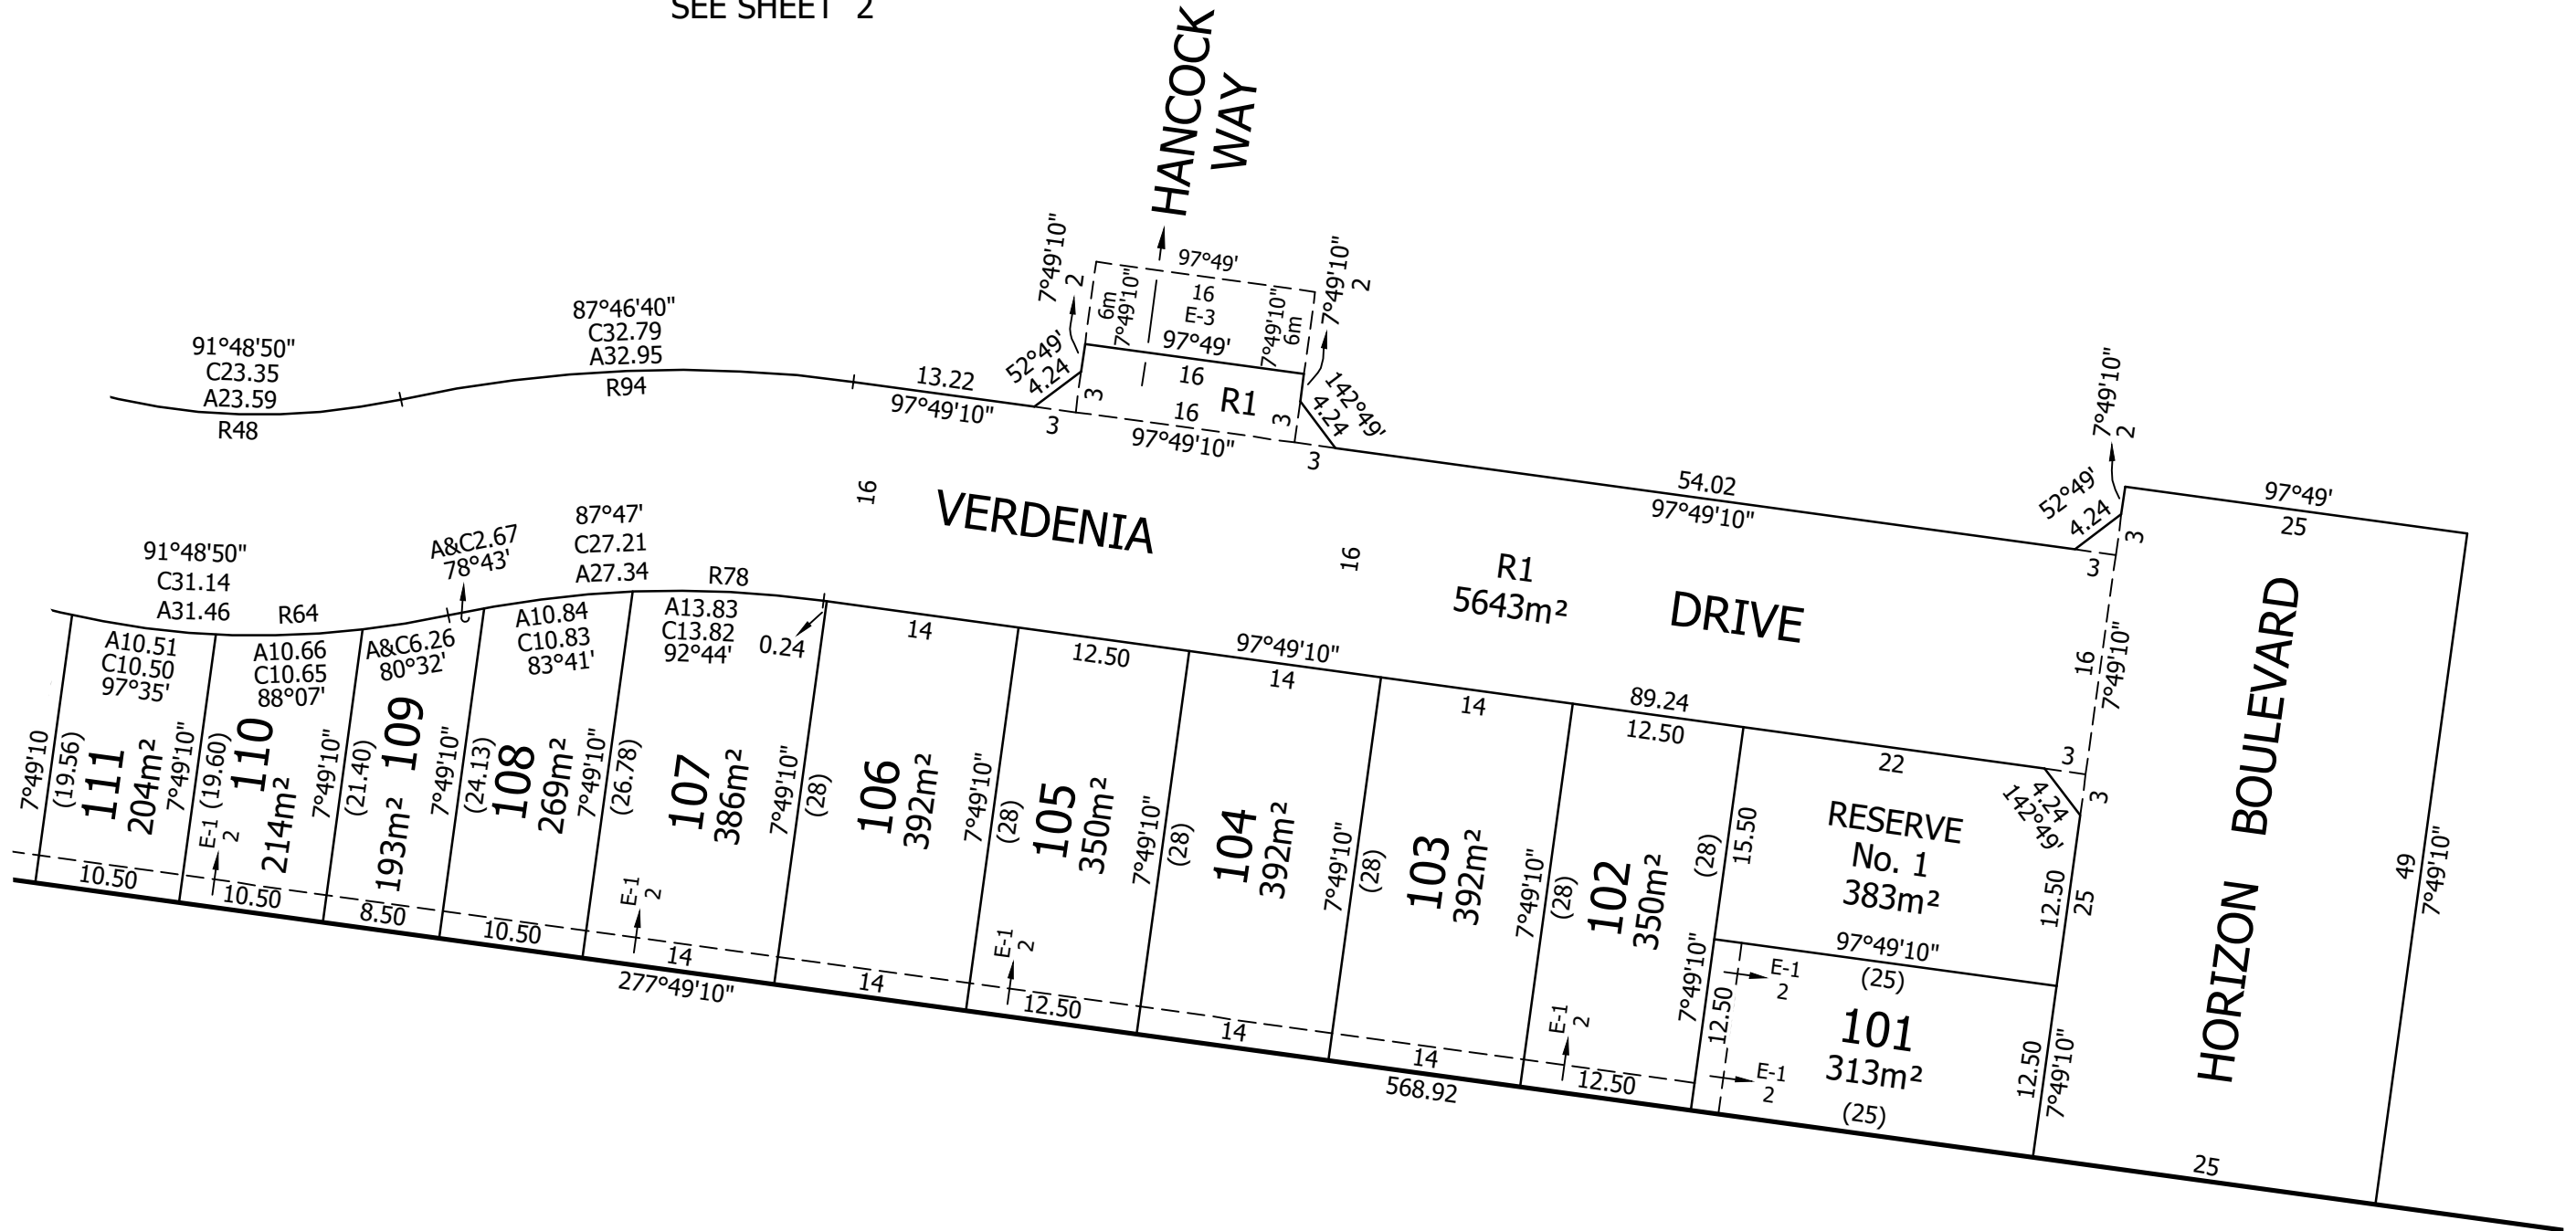 SEE SHEET 2
HANCOCK
WAY
7°49'10"
2
97°49'
16
E-3
6m
7°49'10"
7°49'10"
6m
7°49'10"
2
97°49'
16
R1
52°49'
4.24
3
3
16
97°49'10"
3
3
142°49'
4.24
91°48'50"
C23.35
A23.59
R48
87°46'40"
C32.79
A32.95
R94
13.22
97°49'10"
54.02
97°49'10"
7°49'10"
2
52°49'
4.24
3
3
97°49'
25
16
VERDENIA
16
R1
5643m²
DRIVE
16
7°49'10"
HORIZON BOULEVARD
49
7°49'10"
25
91°48'50"
C31.14
A31.46
R64
A&C2.67
78°43'
2
87°47'
C27.21
A27.34
R78
0.24
97°49'10"
89.24
A10.51
C10.50
97°35'
7°49'10
(19.56)
111
204m²
10.50
7°49'10"
(19.60)
A10.66
C10.65
88°07'
110
214m²
E-1
2
10.50
7°49'10"
(21.40)
A&C6.26
80°32'
109
193m²
8.50
7°49'10"
(24.13)
A10.84
C10.83
83°41'
108
269m²
10.50
7°49'10"
(26.78)
A13.83
C13.82
92°44'
107
386m²
E-1
2
14
7°49'10"
(28)
14
106
392m²
14
7°49'10"
(28)
12.50
105
350m²
E-1
2
12.50
7°49'10"
(28)
14
104
392m²
14
7°49'10"
(28)
14
103
392m²
14
7°49'10"
(28)
12.50
102
350m²
E-1
2
12.50
(28)
15.50
7°49'10"
12.50
22
3
3
4.24
142°49'
RESERVE
No. 1
383m²
12.50
25
97°49'10"
(25)
E-1
2
101
313m²
E-1
2
(25)
12.50
7°49'10"
277°49'10"
568.92